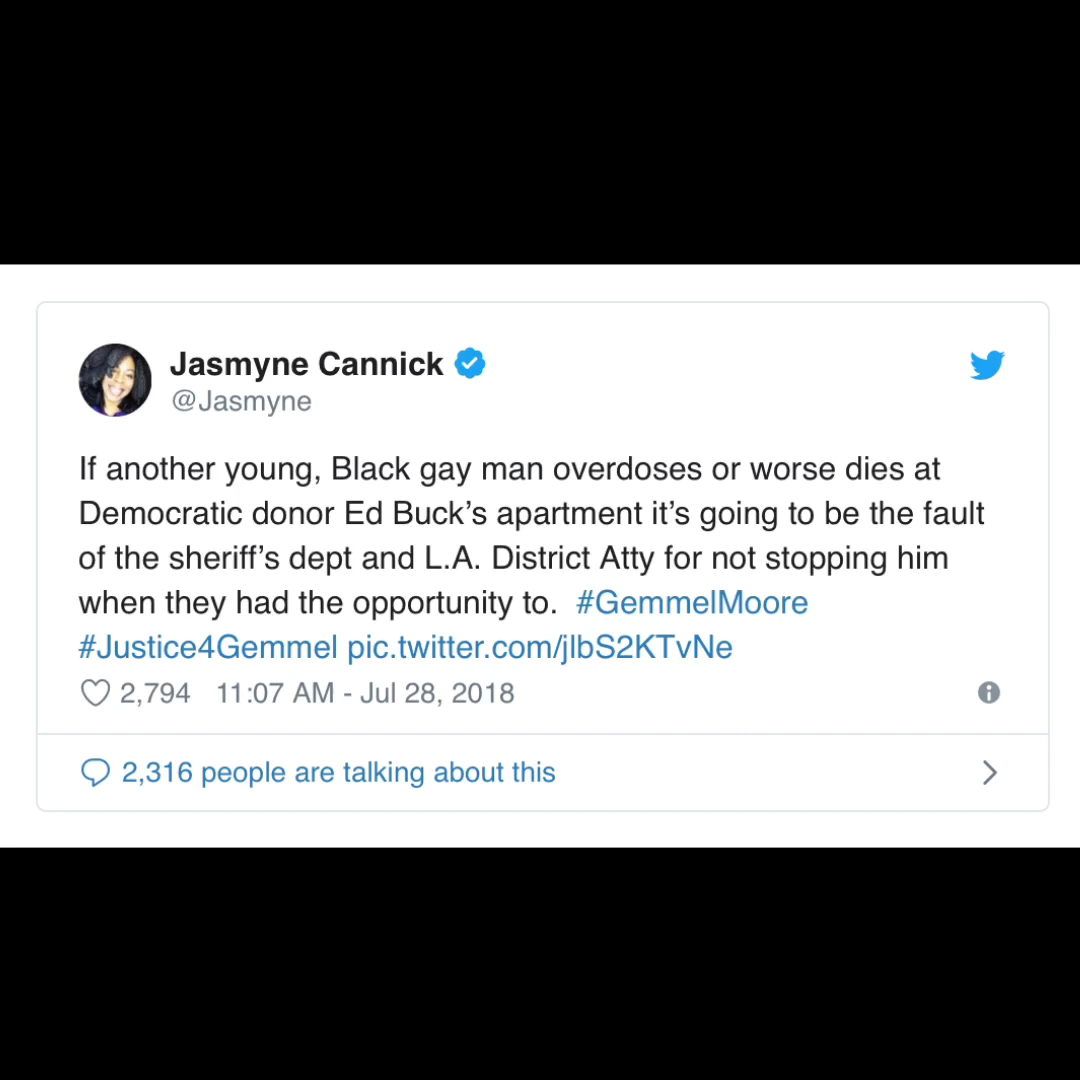 Jasmyne Cannick
@Jasmyne
If another young, Black gay man overdoses or worse dies at
Democratic donor Ed Buck’s apartment it’s going to be the fault
of the sheriff’s dept and L.A. District Atty for not stopping him
when they had the opportunity to.  #GemmelMoore
#Justice4Gemmel pic.twitter.com/jlbS2KTvNe
2,794 11:07 AM - Jul 28, 2018
2,316 people are talking about this